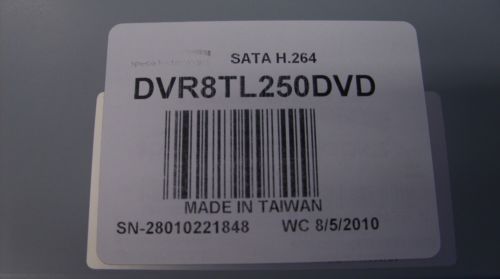 SATA H.264
DVR8TL250DVD
MADE IN TAIWAN
SN-28010221848 WC 8/5/2010